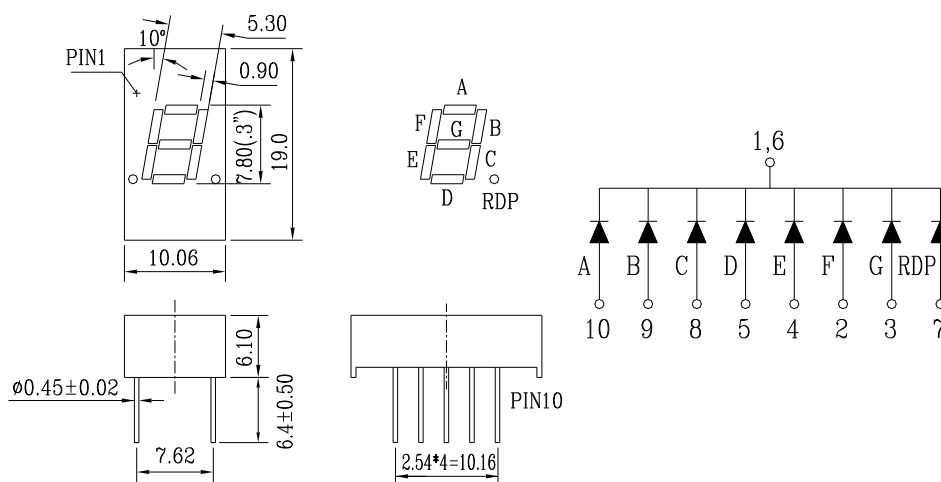 5.30
10°
PIN1
0.90
7.80(.3")
19.0
10.06
A
F
B
G
E
C
D
RDP
1,6
A
B
C
D
E
F
G
RDP
10
9
8
5
4
2
3
7
6.10
Ø0.45±0.02
6.4±0.50
7.62
PIN10
2.54*4=10.16